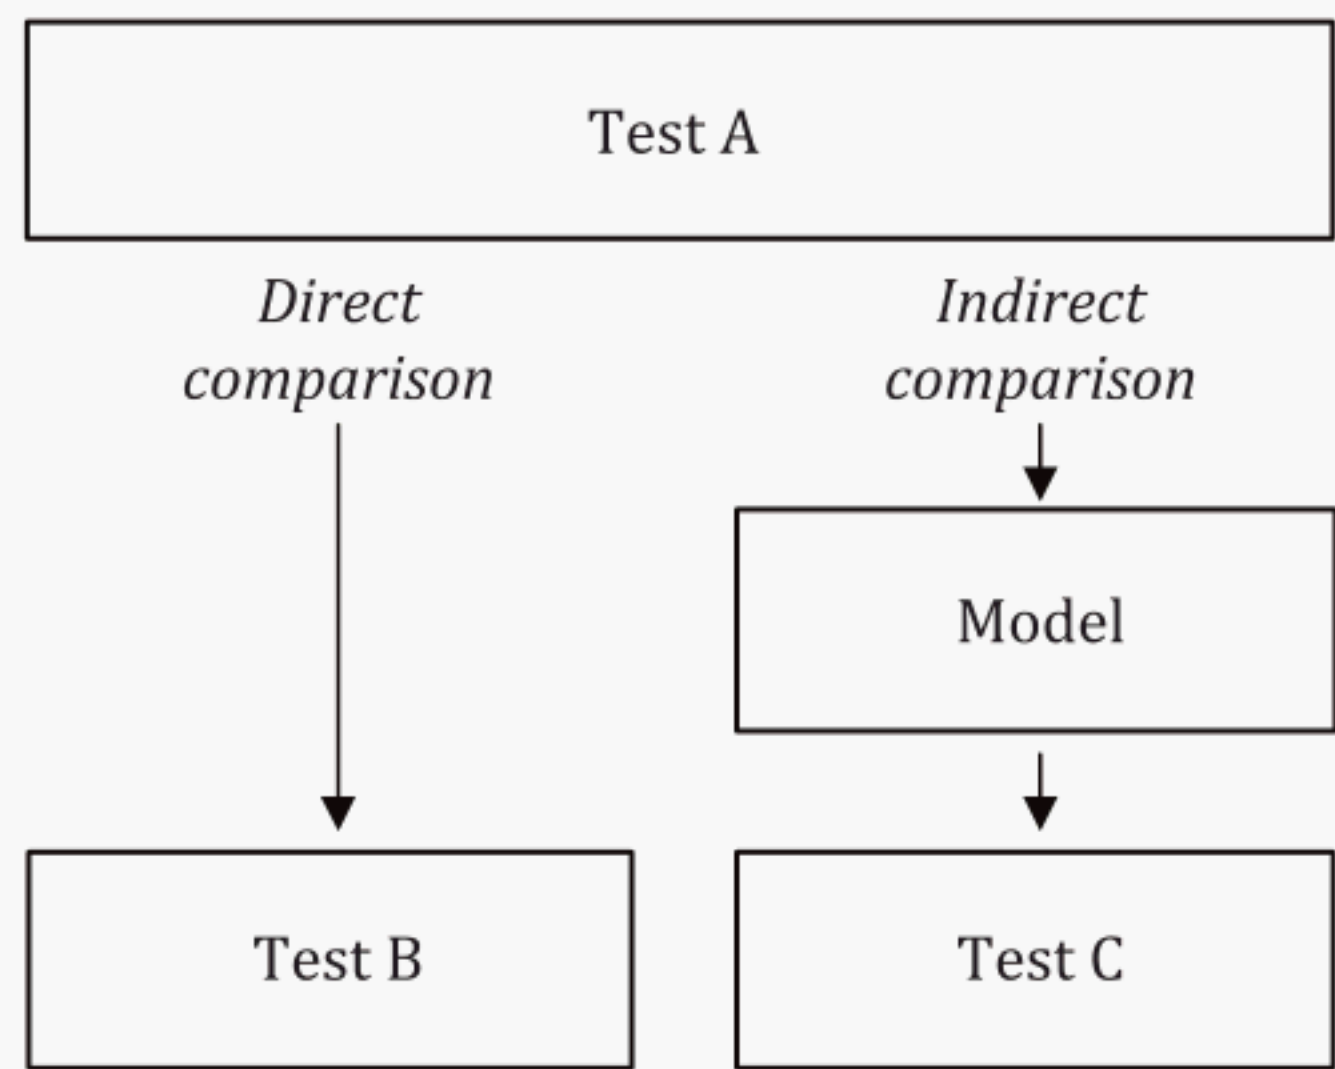 Test A
Direct
comparison
Indirect
comparison
Model
Test B
Test C